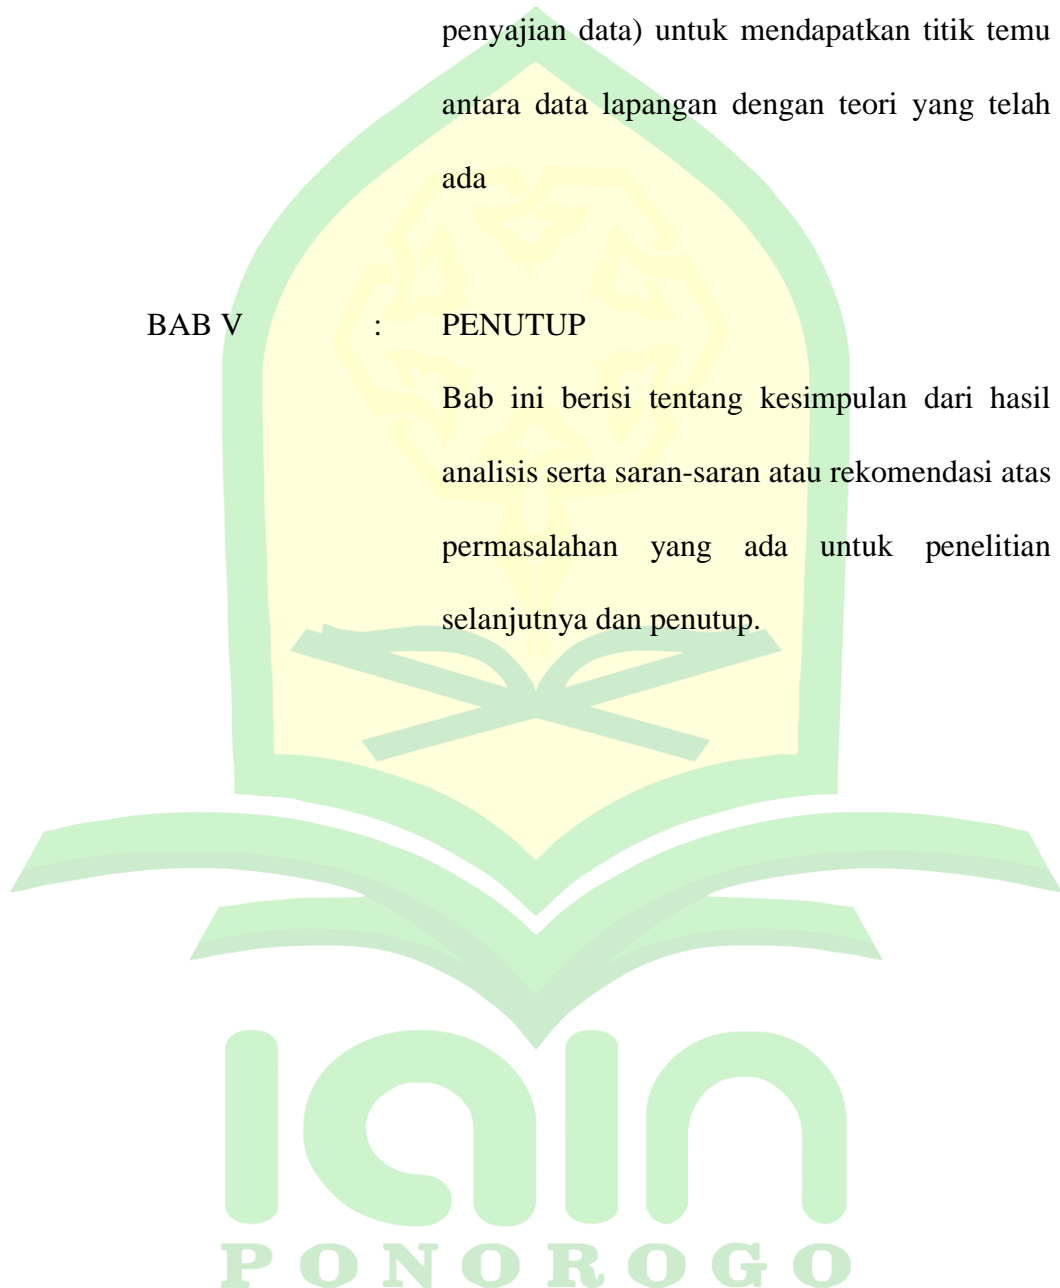 penyajian data) untuk mendapatkan titik temu
antara data lapangan dengan teori yang telah
ada
BAB V : PENUTUP
Bab ini berisi tentang kesimpulan dari hasil
analisis serta saran-saran atau rekomendasi atas
permasalahan yang ada untuk penelitian
selanjutnya dan penutup.
IAIN
PONOROGO